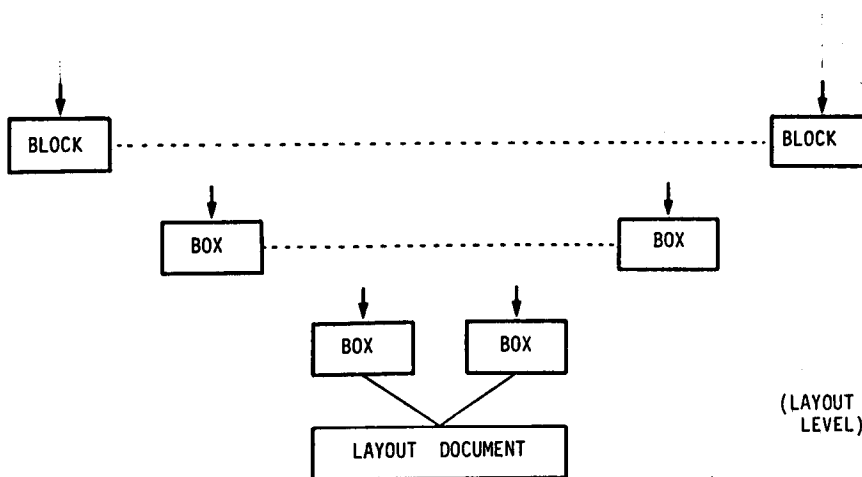 BLOCK
BLOCK
BOX
BOX
BOX
BOX
(LAYOUT
LEVEL)
LAYOUT DOCUMENT